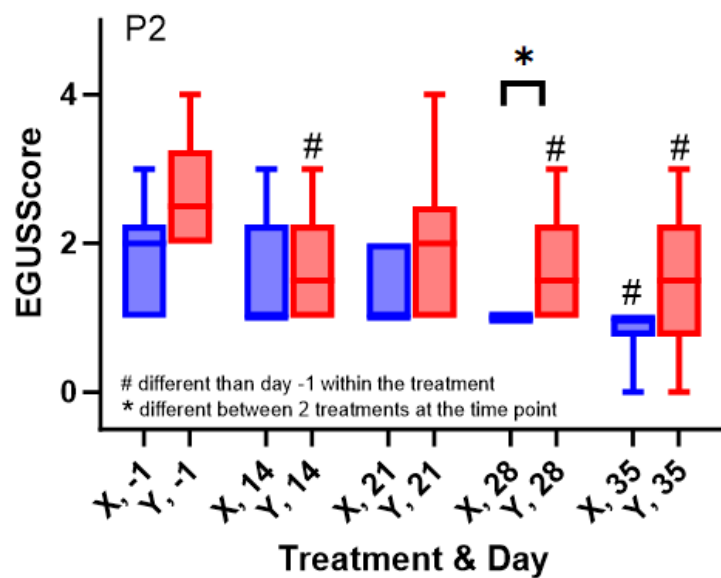 P2
*
#
#
#
#
4
2
0
EGUSScore
# different than day -1 within the treatment
* different between 2 treatments at the time point
X, -1
Y, -1
X, 14
Y, 14
X, 21
Y, 21
X, 28
Y, 28
X, 35
Y, 35
Treatment & Day